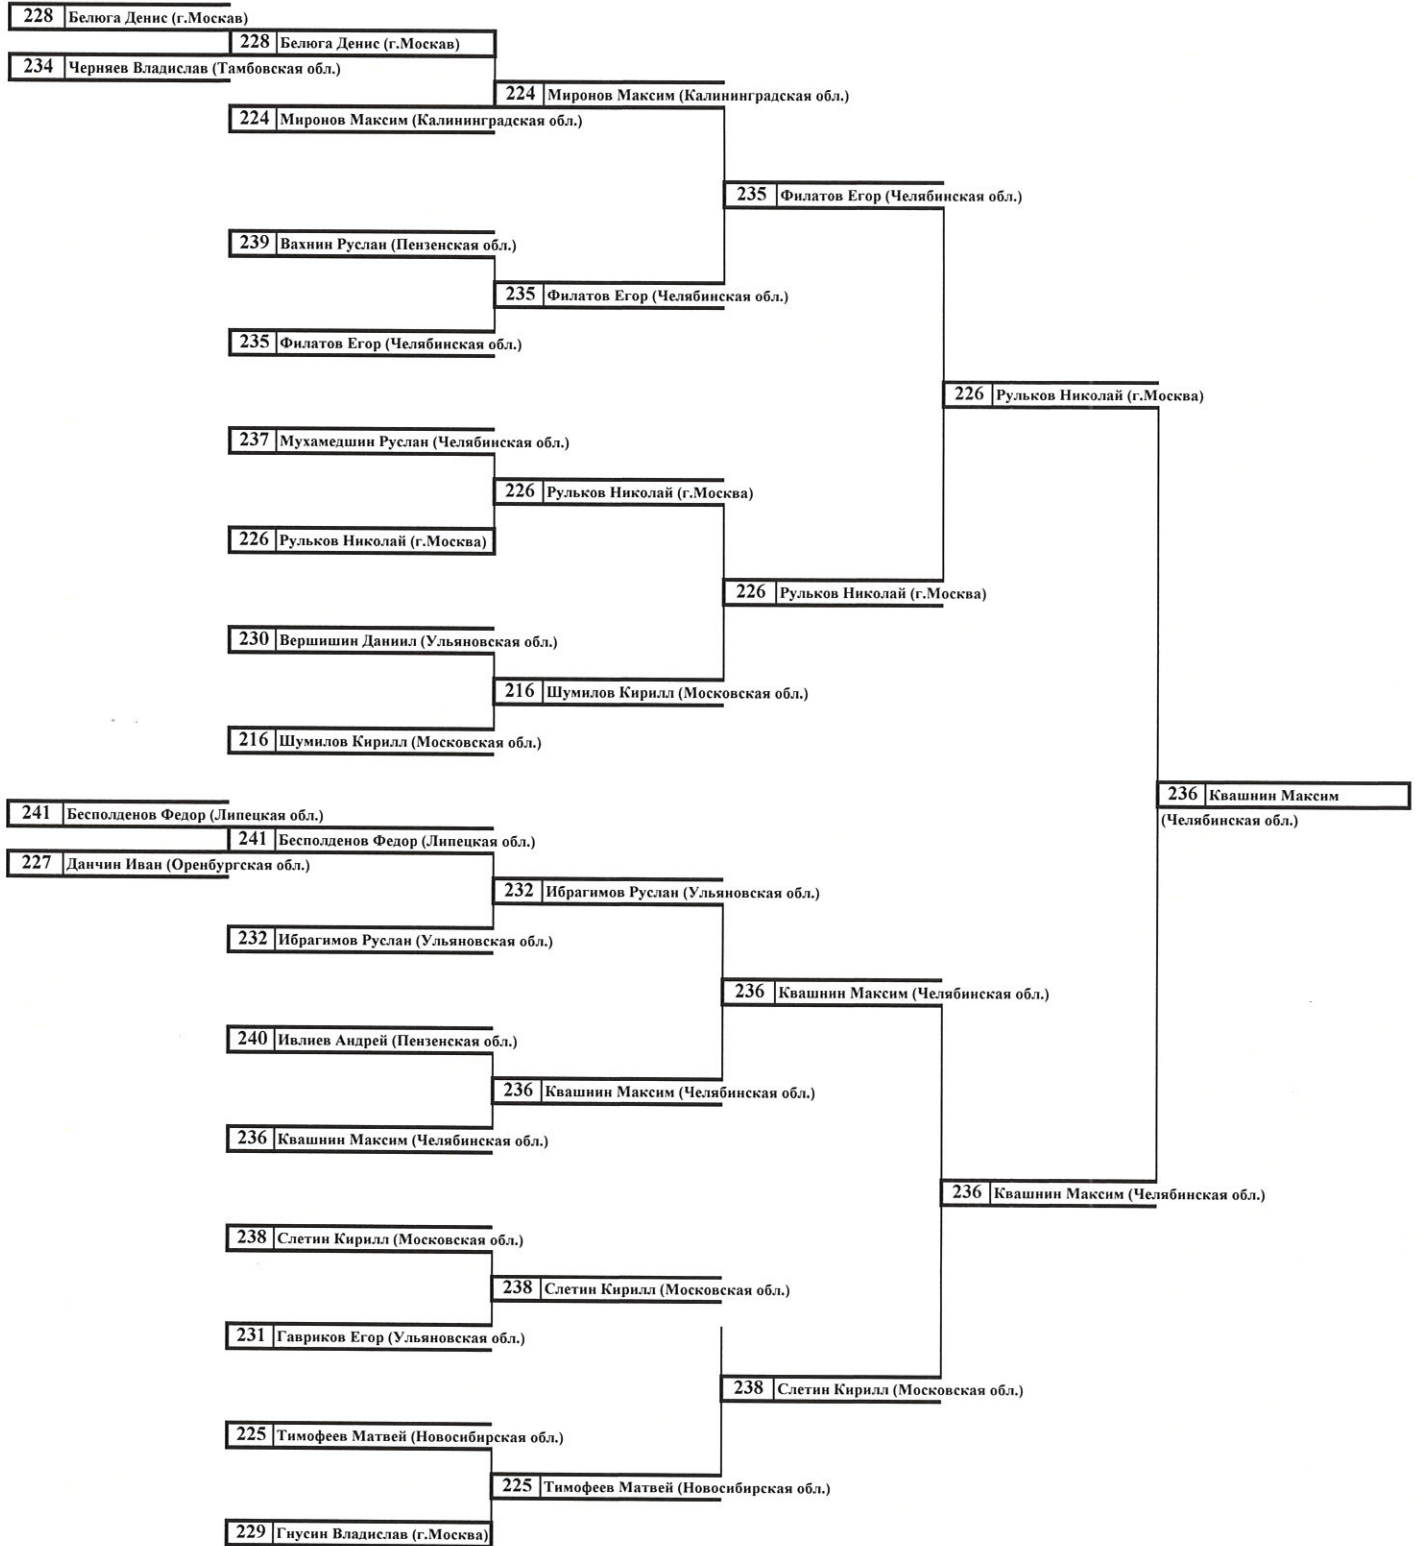 228 Белюга Денис (г.Москав)
228 Белюга Денис (г.Москав)
234 Черняев Владислав (Тамбовская обл.)
224 Миронов Максим (Калининградская обл.)
224 Миронов Максим (Калининградская обл.)
235 Филатов Егор (Челябинская обл.)
239 Вахнин Руслан (Пензенская обл.)
235 Филатов Егор (Челябинская обл.)
235 Филатов Егор (Челябинская обл.)
226 Рульков Николай (г.Москва)
237 Мухамедшин Руслан (Челябинская обл.)
226 Рульков Николай (г.Москва)
226 Рульков Николай (г.Москва)
226 Рульков Николай (г.Москва)
230 Вершишин Даниил (Ульяновская обл.)
216 Шумилов Кирилл (Московская обл.)
216 Шумилов Кирилл (Московская обл.)
236 Квашнин Максим
(Челябинская обл.)
241 Бесполденов Федор (Липецкая обл.)
241 Бесполденов Федор (Липецкая обл.)
227 Данчин Иван (Оренбургская обл.)
232 Ибрагимов Руслан (Ульяновская обл.)
232 Ибрагимов Руслан (Ульяновская обл.)
236 Квашнин Максим (Челябинская обл.)
240 Ивлиев Андрей (Пензенская обл.)
236 Квашнин Максим (Челябинская обл.)
236 Квашнин Максим (Челябинская обл.)
236 Квашнин Максим (Челябинская обл.)
238 Слетин Кирилл (Московская обл.)
238 Слетин Кирилл (Московская обл.)
231 Гавриков Егор (Ульяновская обл.)
238 Слетин Кирилл (Московская обл.)
225 Тимофеев Матвей (Новосибирская обл.)
225 Тимофеев Матвей (Новосибирская обл.)
229 Гнусин Владислав (г.Москва)